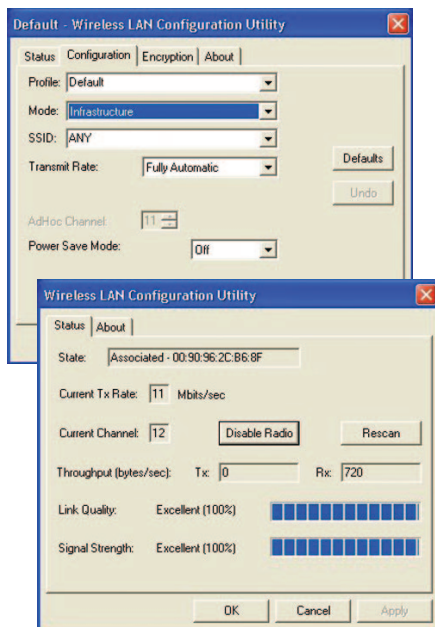 Default - Wireless LAN Configuration Utility
Status Configuration Encryption About
Profile: Default
Mode: Infrastructure
SSID: ANY
Transmit Rate: Fully Automatic
Defaults
Undo
AdHoc Channel: 11
Power Save Mode: Off
Wireless LAN Configuration Utility
Status About
State: Associated - 00:90:96:2C:B6:8F
Current Tx Rate: 11 Mbits/sec
Current Channel: 12 Disable Radio Rescan
Throughput (bytes/sec): Tx: 0 Rx: 720
Link Quality: Excellent (100%)
Signal Strength: Excellent (100%)
OK Cancel Apply